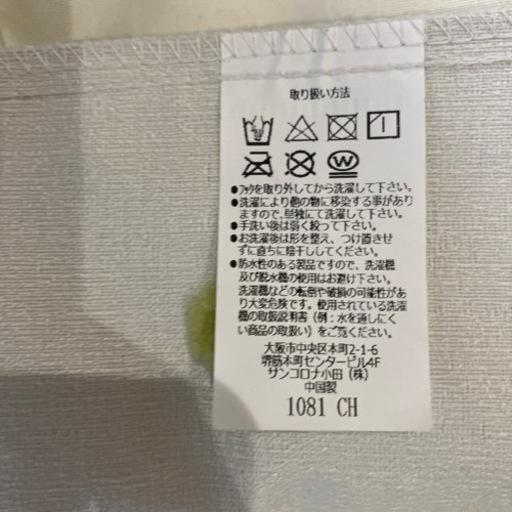 取り扱い方法
●フックを取り外してから洗濯して下さい。
●洗濯により他の物に移染する事があり
ますので,単独にて洗濯して下さい。
●手洗い後は弱く絞って下さい。
●お洗濯後は形を整え、つけ置きせ
ずに直ちに陰干ししてください。
●防水性のある製品ですので、洗濯機
及び脱水機の使用はお避け下さい。
洗濯機などの転倒や破損の可能性があ
り大変危険です。使用されている洗濯
機の取扱説明書（例：水を通しにく
い商品の取扱い）をご覧ください。
大阪市中央区本町2-1-6
堺筋本町センタービル4F
サンコロナ小田（株）
中国製
1081 CH